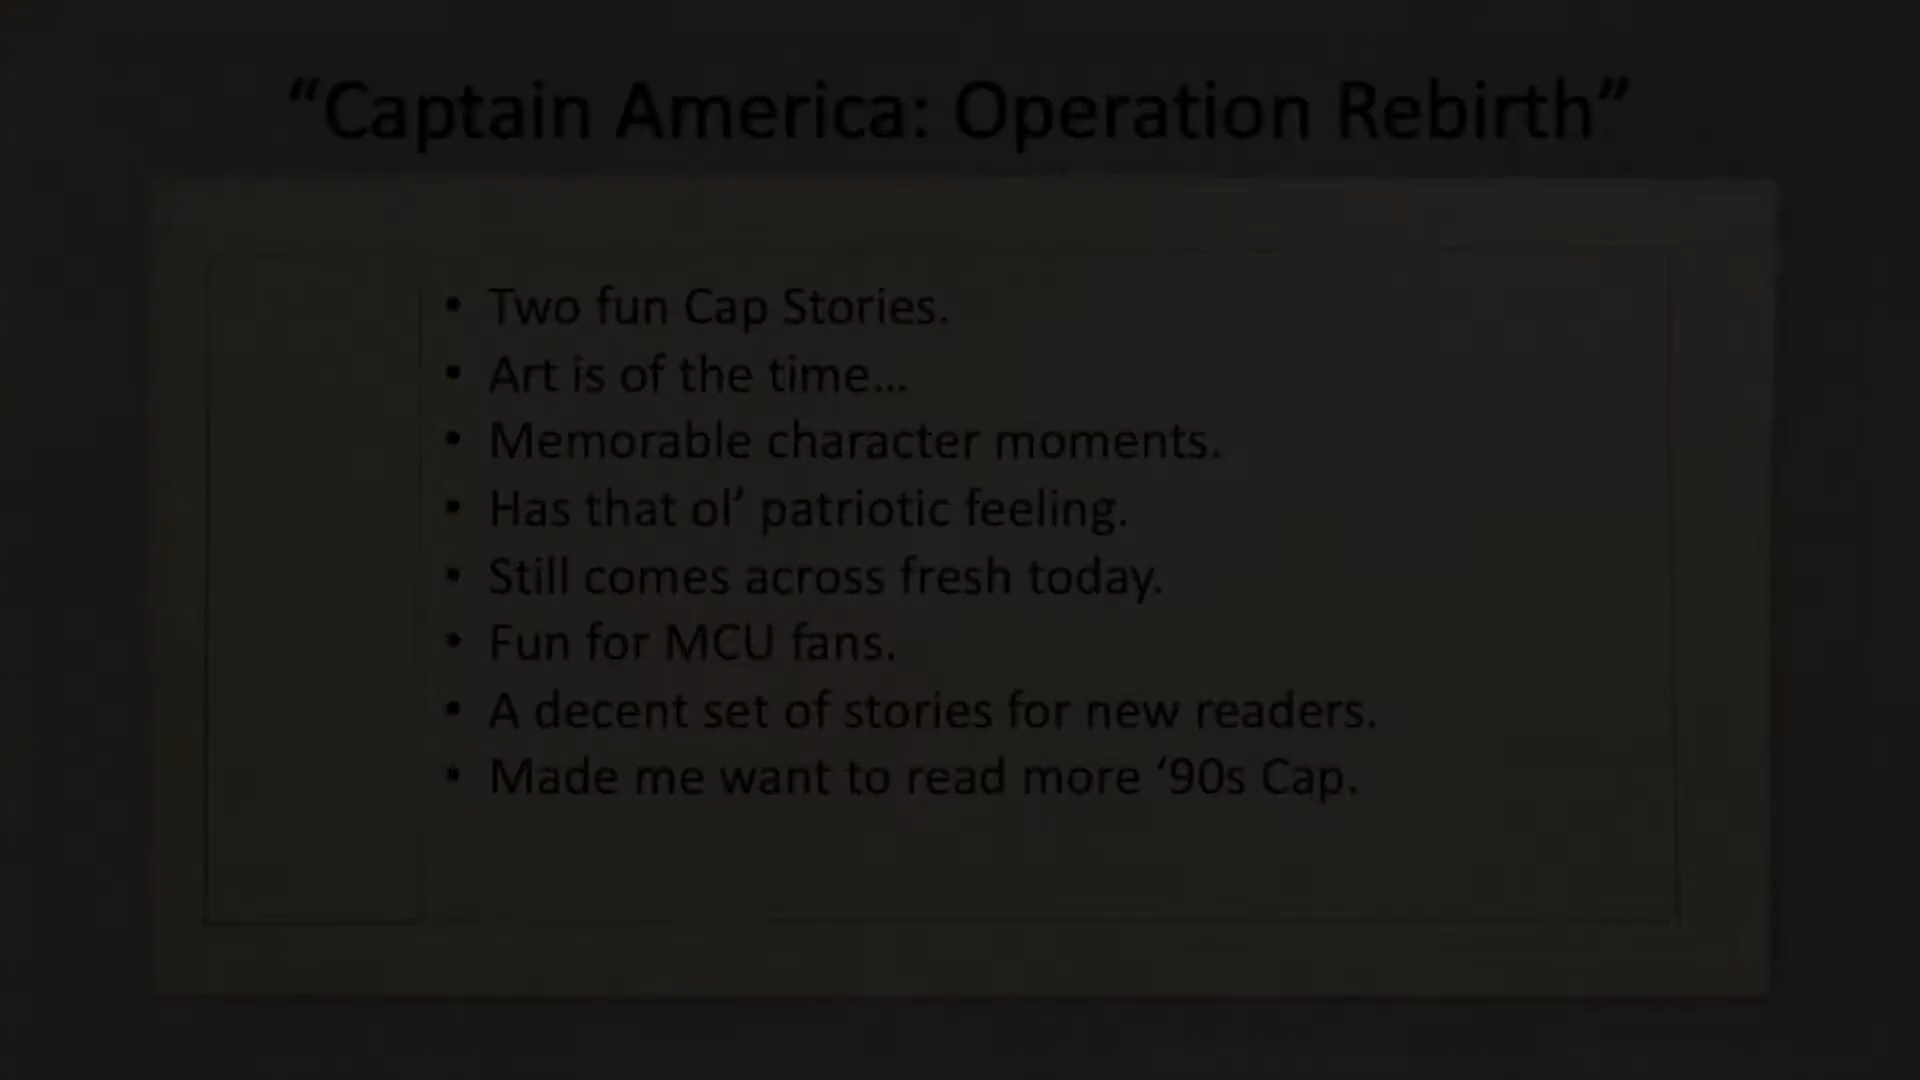 “Captain America: Operation Rebirth”
• Two fun Cap Stories.
• Art is of the time...
• Memorable character moments.
• Has that ol’ patriotic feeling.
• Still comes across fresh today.
• Fun for MCU fans.
• A decent set of stories for new readers.
• Made me want to read more ‘90s Cap.